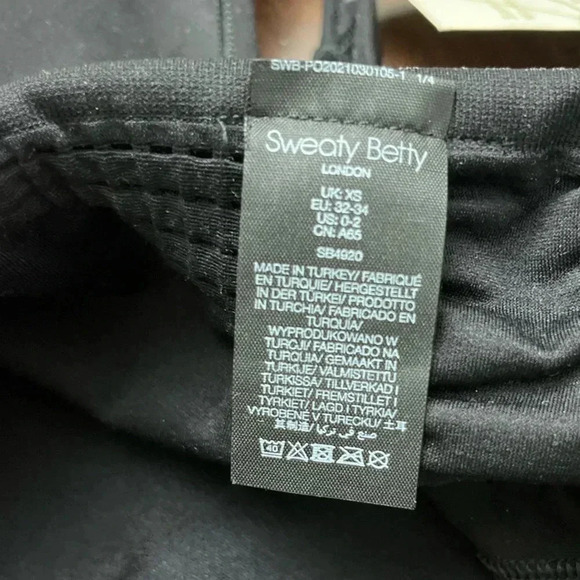 SWB-PO2021030105-1 1/4
Sweaty Betty
LONDON
UK: XS
EU: 32-34
US: 0-2
CN: A65
SB4920
MADE IN TURKEY/ FABRIQUÉ
EN TURQUIE/ HERGESTELLT
IN DER TÜRKEI/ PRODOTTO
IN TURCHIA/ FABRICADO EN
TURQUÍA/
WYPRODUKOWANO W
TURCJI/ FABRICADO NA
TURQUIA/ GEMAAKT IN
TURKIJE/ VALMISTETTU
TURKISSA/ TILLVERKAD I
TURKIET/ FREMSTILLET I
TYRKIET/ LAGD I TYRKIA/
VYROBENÉ V TURECKU/ 土耳
其制造/ صنع في تركيا
40